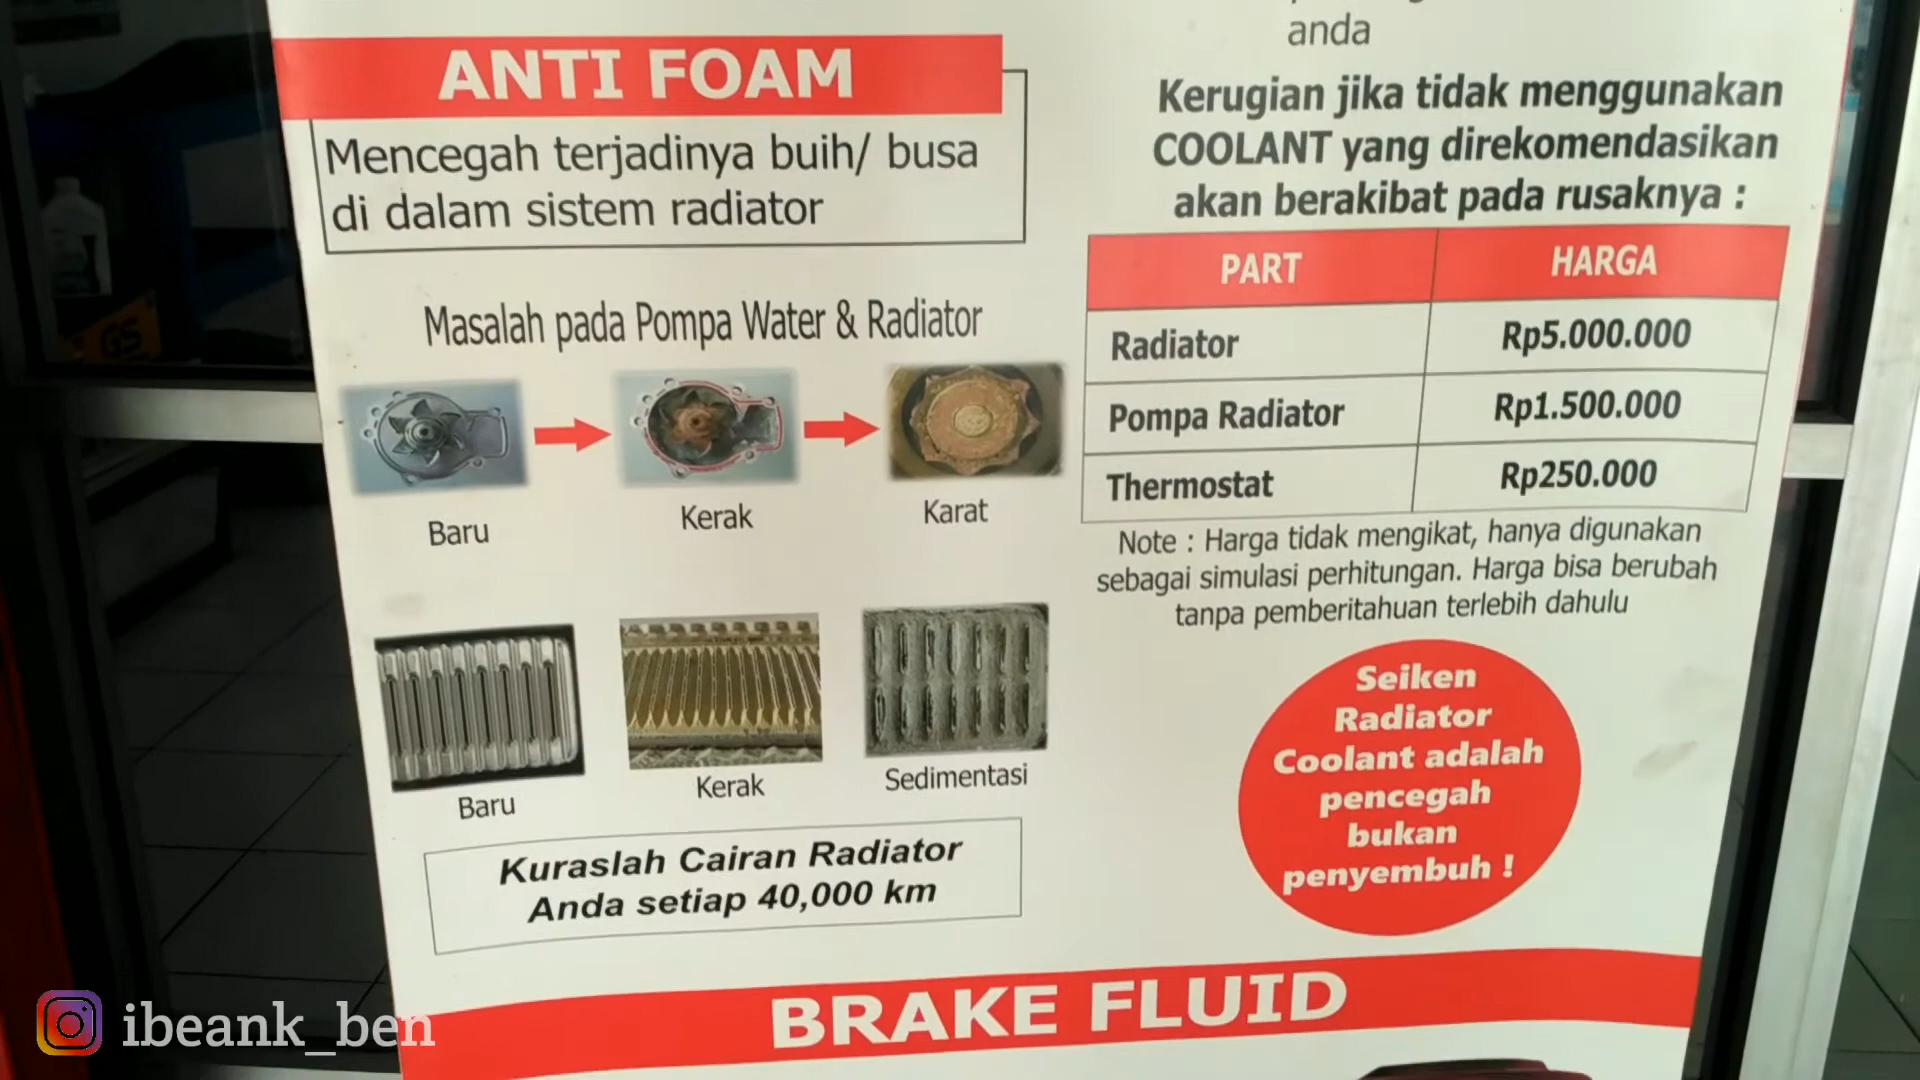 ANTI FOAM
Mencegah terjadinya buih/ busa
di dalam sistem radiator
Masalah pada Pompa Water & Radiator
Baru
Kerak
Karat
Baru
Kerak
Sedimentasi
Kuraslah Cairan Radiator
Anda setiap 40,000 km
anda
Kerugian jika tidak menggunakan
COOLANT yang direkomendasikan
akan berakibat pada rusaknya :
PART HARGA
Radiator Rp5.000.000
Pompa Radiator Rp1.500.000
Thermostat Rp250.000
Note : Harga tidak mengikat, hanya digunakan
sebagai simulasi perhitungan. Harga bisa berubah
tanpa pemberitahuan terlebih dahulu
Seiken
Radiator
Coolant adalah
pencegah
bukan
penyembuh !
BRAKE FLUID
GS
ibeank_ben